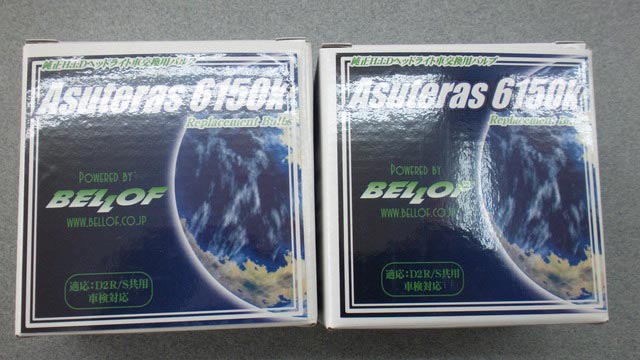 純正H.I.Dヘッドライト車交換用バルブ
Asuteras 6150k
Replacement Bulbs
POWERED BY
BELLOF
WWW.BELLOF.CO.JP
適応:D2R/S共用
車検対応
純正H.I.Dヘッドライト車交換用バルブ
Asuteras 6150k
Replacement Bulbs
POWERED BY
BELLOF
WWW.BELLOF.CO.JP
適応:D2R/S共用
車検対応